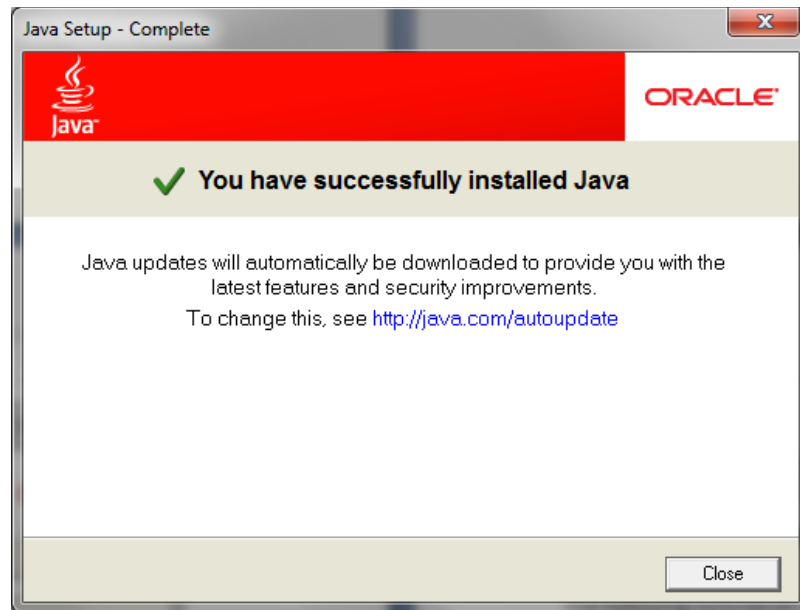 Java Setup - Complete
Java
ORACLE
You have successfully installed Java
Java updates will automatically be downloaded to provide you with the
latest features and security improvements.
To change this, see http://java.com/autoupdate
Close